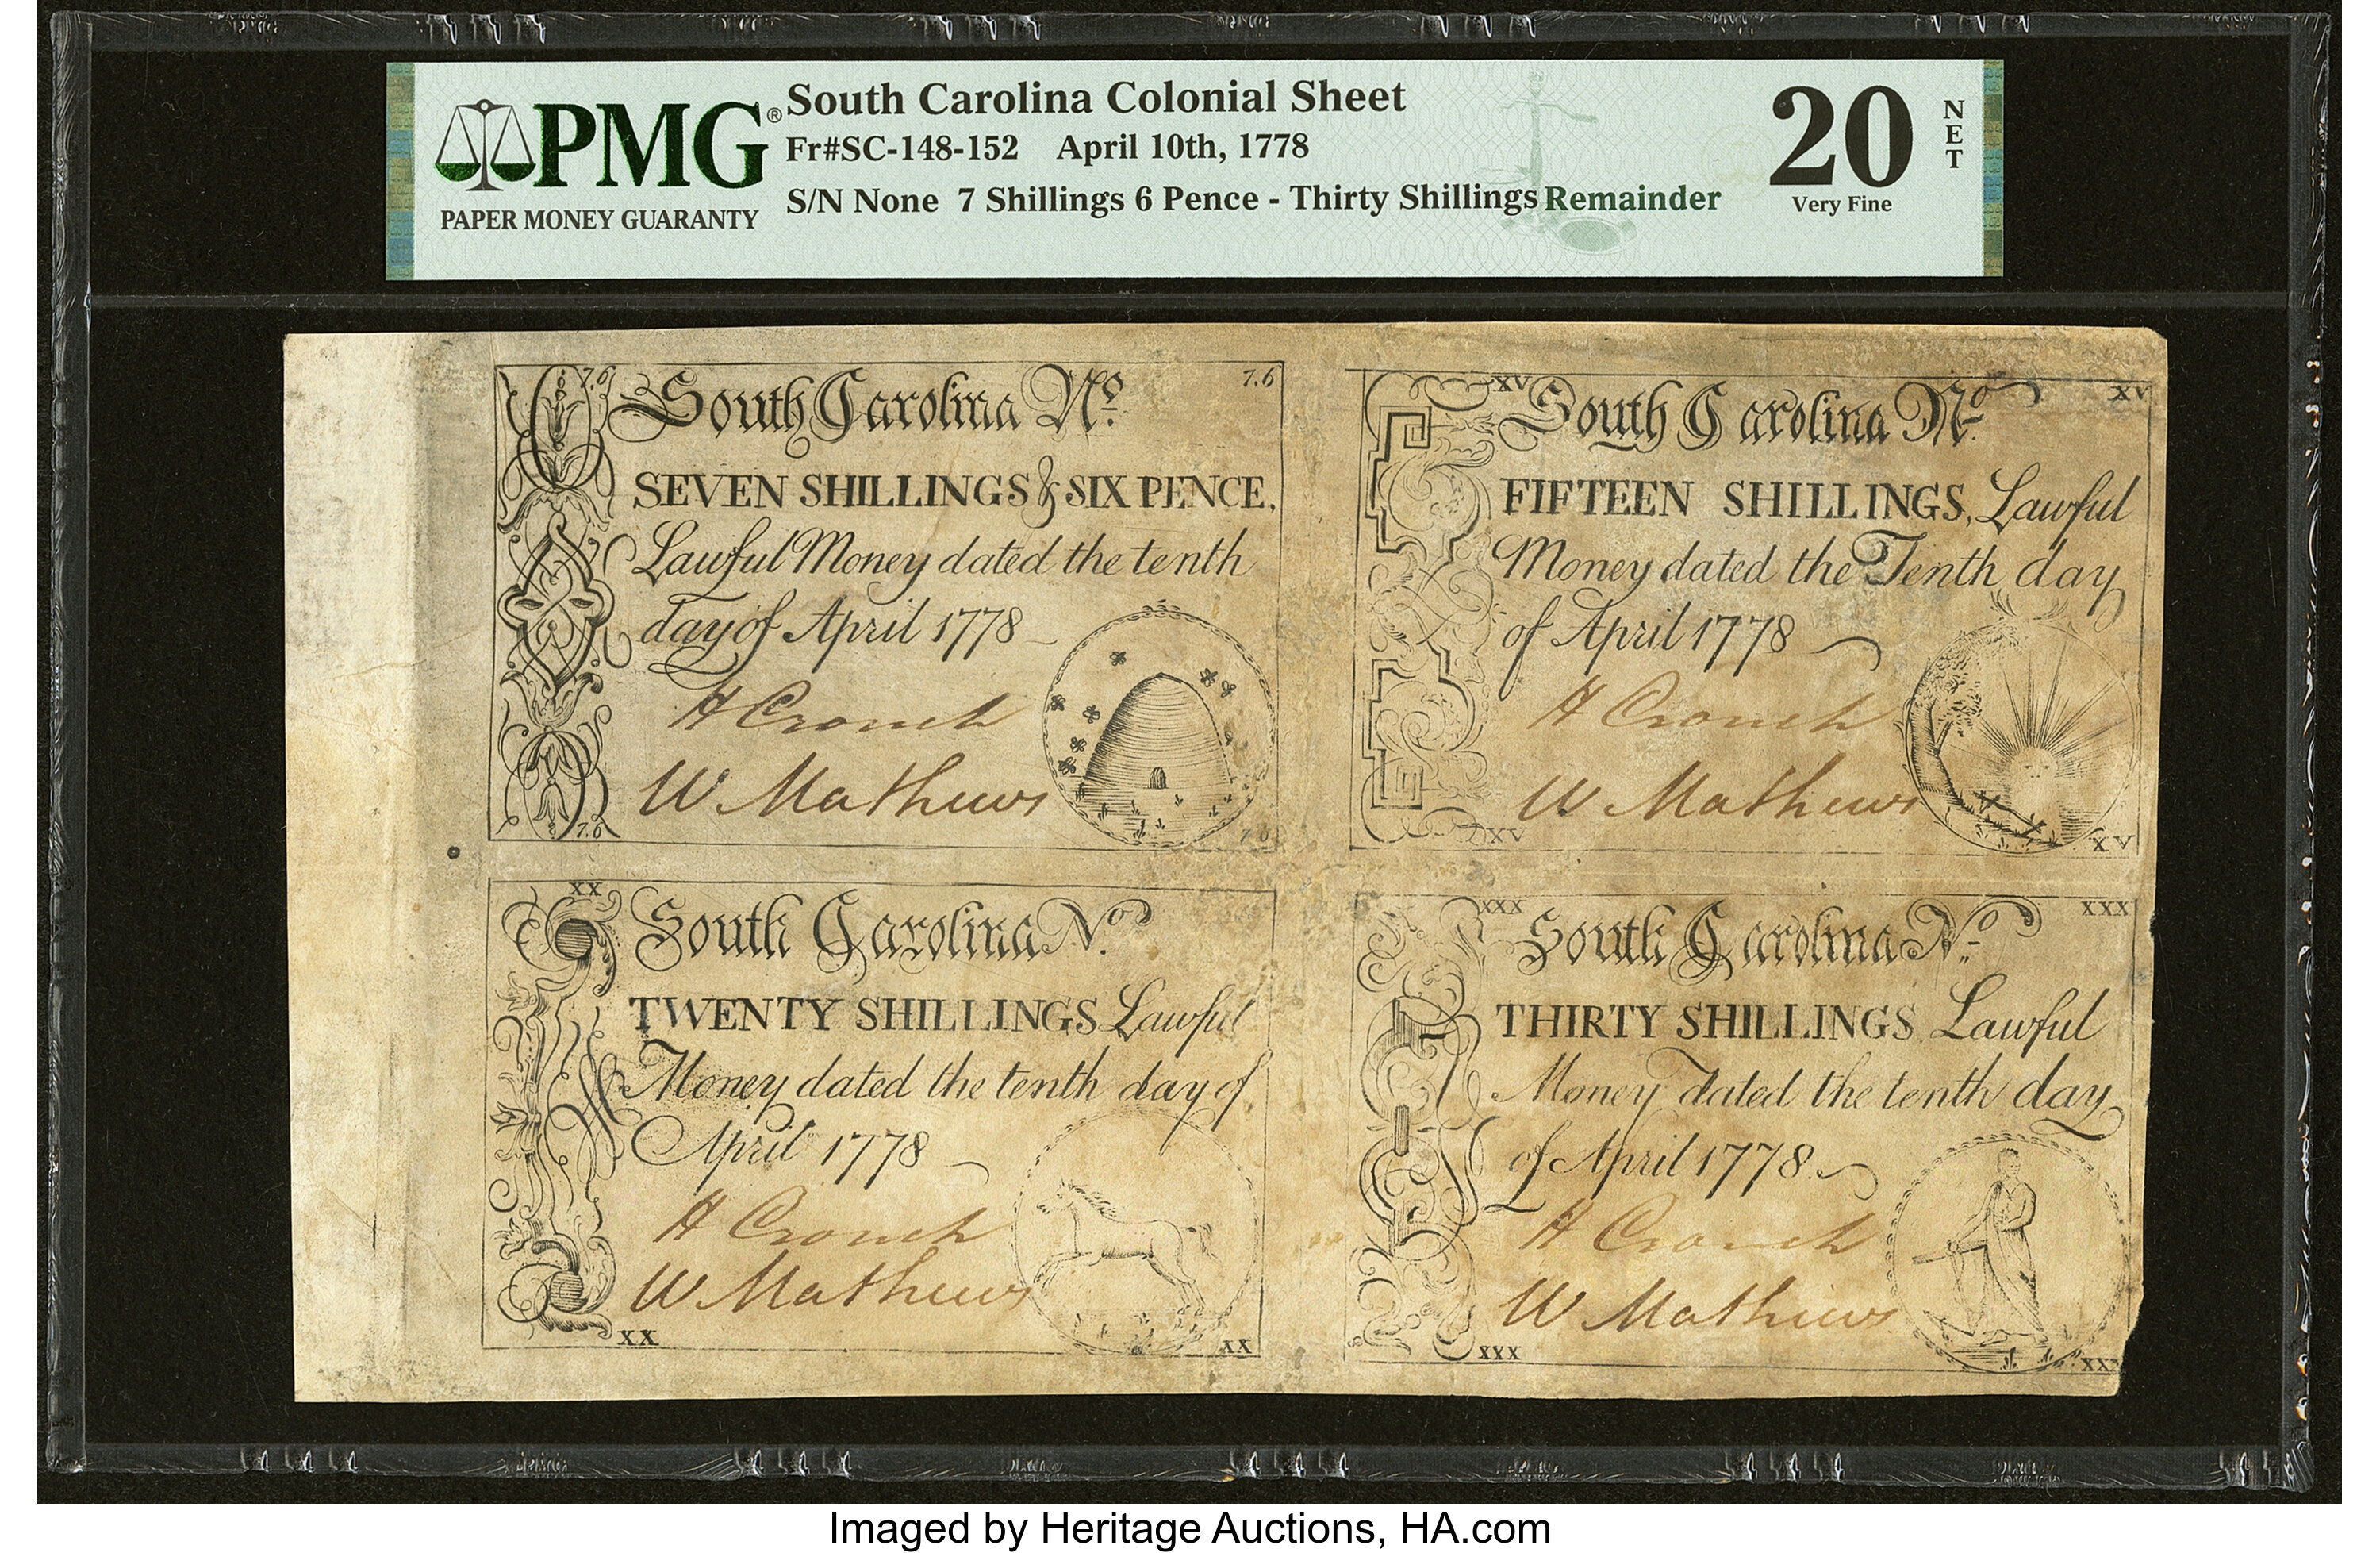 PMG®
PAPER MONEY GUARANTY
South Carolina Colonial Sheet
Fr#SC-148-152 April 10th, 1778
S/N None 7 Shillings 6 Pence - Thirty Shillings Remainder
20
Very Fine
NET
7.6 7.6
South Carolina No.
SEVEN SHILLINGS & SIX PENCE,
Lawful Money dated the tenth
day of April 1778
H Crouch
W Mathews
7.6 7.6
XV XV
South Carolina No.
FIFTEEN SHILLINGS, Lawful
Money dated the Tenth day
of April 1778
H Crouch
W Mathews
XV XV
XX
South Carolina No.
TWENTY SHILLINGS Lawful
Money dated the tenth day of
April 1778
H Crouch
W Mathews
XX XX
XXX XXX
South Carolina No.
THIRTY SHILLINGS Lawful
Money dated the tenth day
of April 1778
H Crouch
W Mathews
XXX XXX
Imaged by Heritage Auctions, HA.com